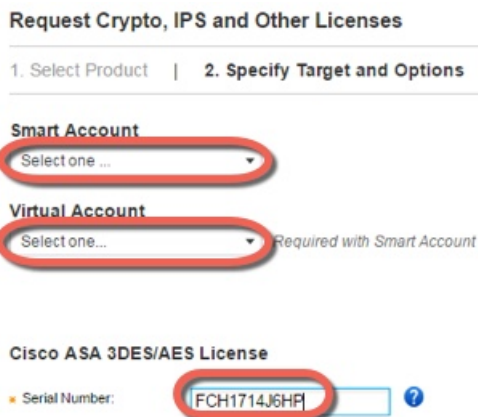 Request Crypto, IPS and Other Licenses
1. Select Product | 2. Specify Target and Options
Smart Account
Select one ...
Virtual Account
Select one... Required with Smart Account
Cisco ASA 3DES/AES License
* Serial Number: FCH1714J6HP ?